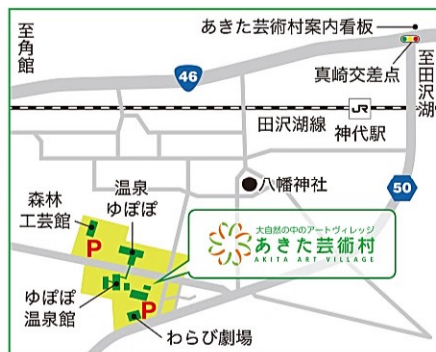 あきた芸術村案内看板
至角館
46
真崎交差点
至田沢湖
JR
田沢湖線
神代駅
温泉
ゆぽぽ
八幡神社
50
森林
工芸館
P
大自然の中のアートヴィレッジ
あきた芸術村
AKITA ART VILLAGE
ゆぽぽ
温泉館
P
わらび劇場